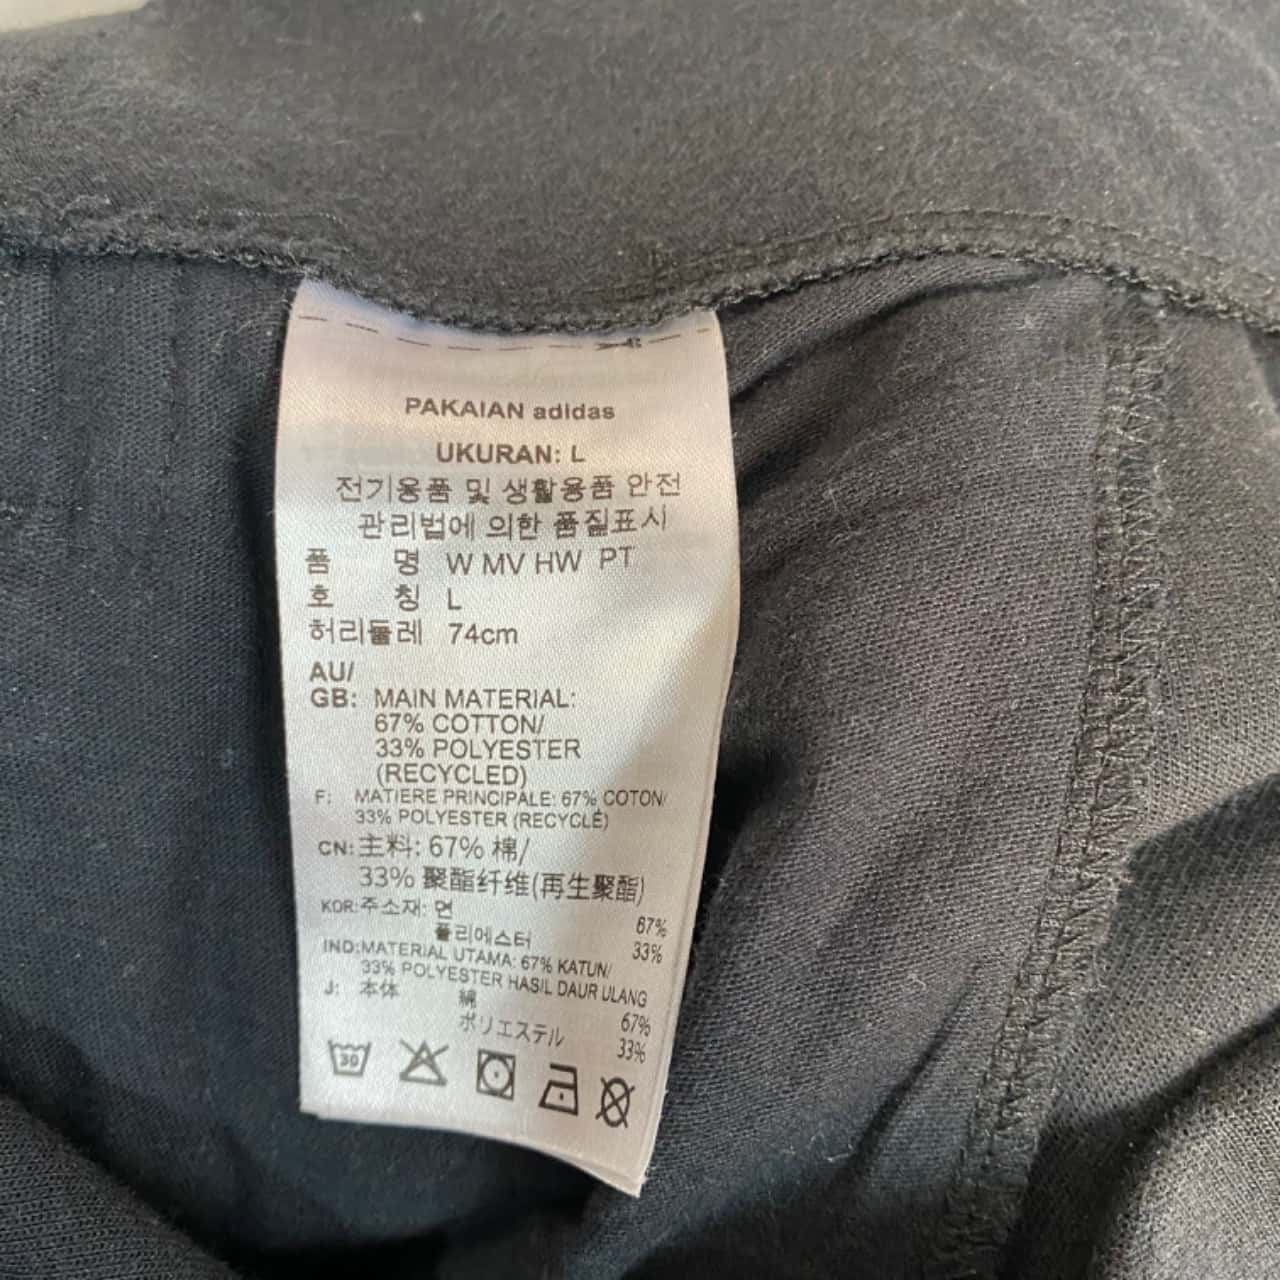 PAKAIAN adidas
UKURAN: L
전기용품 및 생활용품 안전
관리법에 의한 품질표시
품 명 W MV HW PT
호 칭 L
허리둘레 74cm
AU/
GB: MAIN MATERIAL:
67% COTTON/
33% POLYESTER
(RECYCLED)
F: MATIERE PRINCIPALE: 67% COTON/
33% POLYESTER (RECYCLÉ)
CN: 主料: 67% 棉/
33% 聚酯纤维(再生聚酯)
KOR: 주소재: 면 67%
폴리에스터 33%
IND: MATERIAL UTAMA: 67% KATUN/
33% POLYESTER HASIL DAUR ULANG
J: 本体 綿 67%
ポリエステル 33%
30